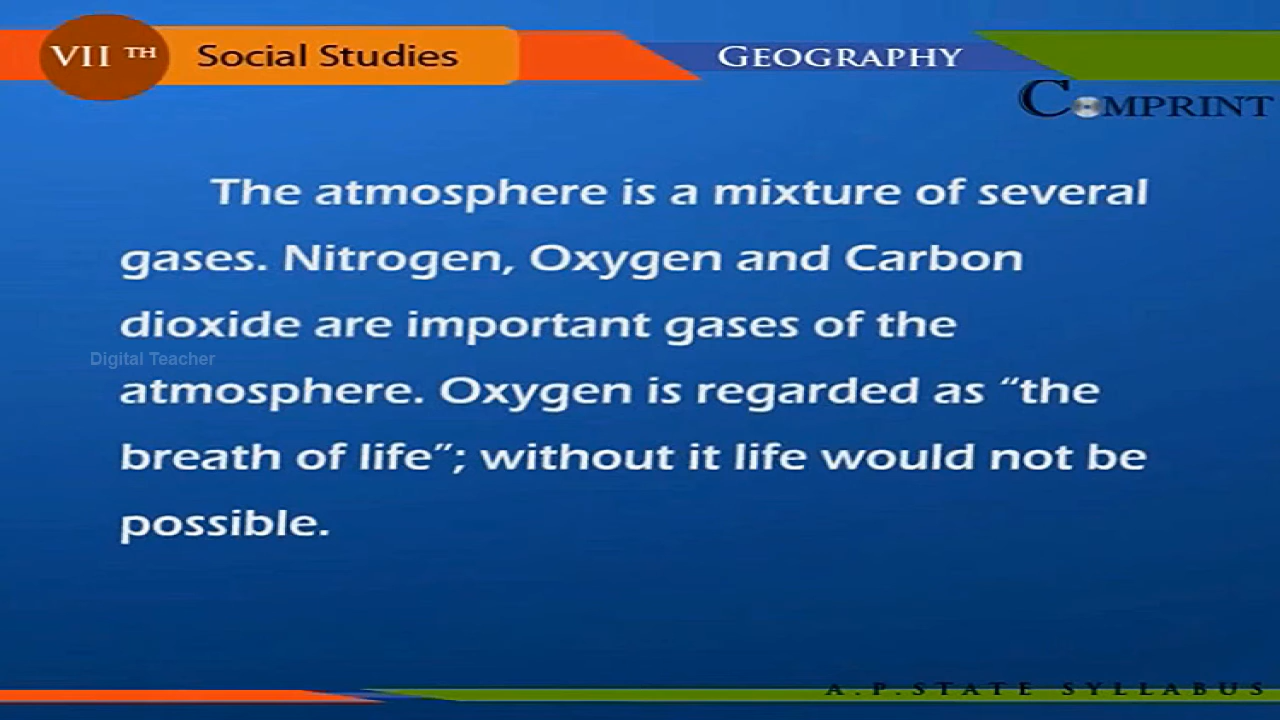 VII TH Social Studies
GEOGRAPHY
COMPRINT
The atmosphere is a mixture of several
gases. Nitrogen, Oxygen and Carbon
dioxide are important gases of the
Digital Teacher
atmosphere. Oxygen is regarded as “the
breath of life”; without it life would not be
possible.
A.P.STATE SYLLABUS